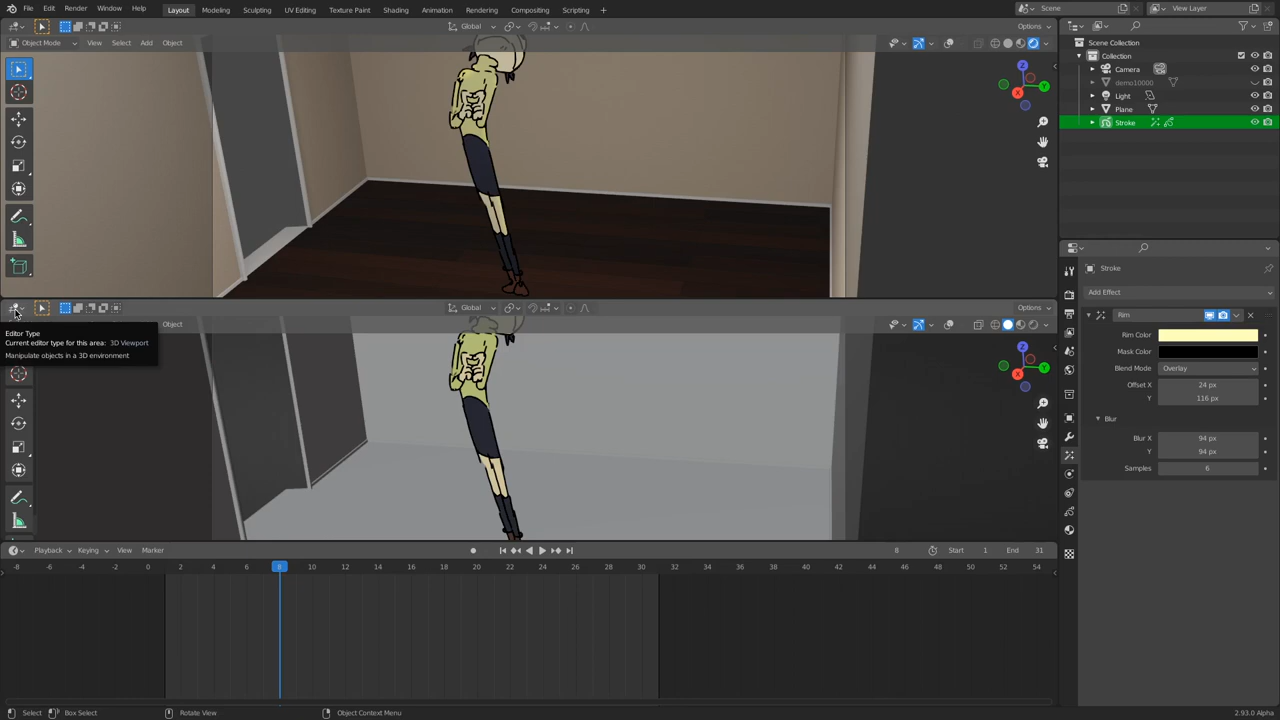 File Edit Render Window Help Layout Modeling Sculpting UV Editing Texture Paint Shading Animation Rendering Compositing Scripting Scene View Layer
Global Options
Object Mode View Select Add Object
Z
Y
X
Scene Collection
Collection
Camera
demo10000
Light
Plane
Stroke
Stroke
Add Effect
Rim
Rim Color
Mask Color
Blend Mode Overlay
Offset X 24 px
Y 116 px
Blur
Blur X 94 px
Y 94 px
Samples 6
Global Options
Object
Editor Type
Current editor type for this area: 3D Viewport
Manipulate objects in a 3D environment
Z
Y
X
Playback Keying View Marker 8 Start 1 End 31
-8 -6 -4 -2 0 2 4 6 8 10 12 14 16 18 20 22 24 26 28 30 32 34 36 38 40 42 44 46 48 50 52 54
Select Box Select Rotate View Object Context Menu 2.93.0 Alpha